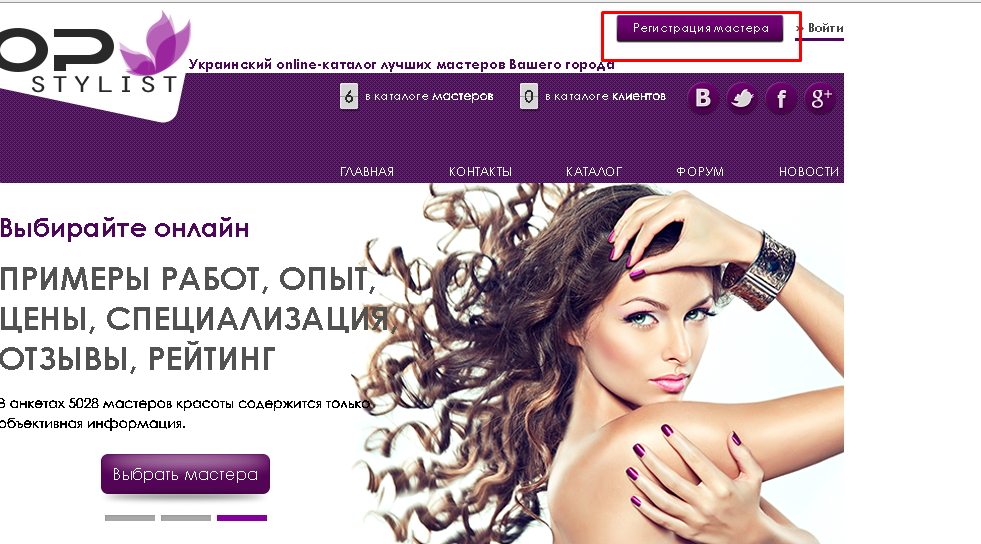 Регистрация мастера
» Войти
OP
STYLIST
Украинский online-каталог лучших мастеров Вашего города
6 в каталоге мастеров
0 в каталоге клиентов
B
f
g+
ГЛАВНАЯ
КОНТАКТЫ
КАТАЛОГ
ФОРУМ
НОВОСТИ
Выбирайте онлайн
ПРИМЕРЫ РАБОТ, ОПЫТ,
ЦЕНЫ, СПЕЦИАЛИЗАЦИЯ,
ОТЗЫВЫ, РЕЙТИНГ
В анкетах 5028 мастеров красоты содержится только
объективная информация.
Выбрать мастера